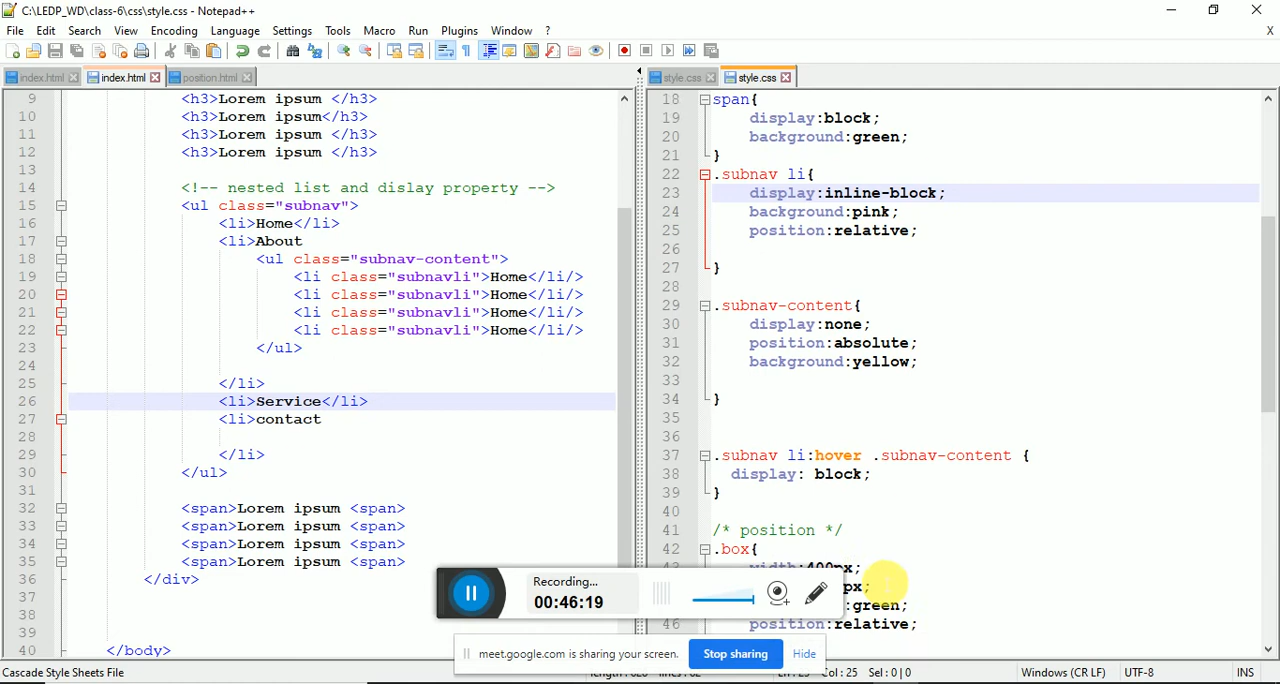 C:\LEDP_WD\class-6\css\style.css - Notepad++
File Edit Search View Encoding Language Settings Tools Macro Run Plugins Window ? X
index.html index.html position.html
9 <h3>Lorem ipsum </h3>
10 <h3>Lorem ipsum</h3>
11 <h3>Lorem ipsum </h3>
12 <h3>Lorem ipsum </h3>
13
14 <!-- nested list and dislay property -->
15 <ul class="subnav">
16 <li>Home</li>
17 <li>About
18 <ul class="subnav-content">
19 <li class="subnavli">Home</li/>
20 <li class="subnavli">Home</li/>
21 <li class="subnavli">Home</li/>
22 <li class="subnavli">Home</li/>
23 </ul>
24
25 </li>
26 <li>Service</li>
27 <li>contact
28
29 </li>
30 </ul>
31
32 <span>Lorem ipsum <span>
33 <span>Lorem ipsum <span>
34 <span>Lorem ipsum <span>
35 <span>Lorem ipsum <span>
36 </div>
37
38
39
40 </body>
style.css style.css
18 span{
19 display:block;
20 background:green;
21 }
22 .subnav li{
23 display:inline-block;
24 background:pink;
25 position:relative;
26
27 }
28
29 .subnav-content{
30 display:none;
31 position:absolute;
32 background:yellow;
33
34 }
35
36
37 .subnav li:hover .subnav-content {
38 display: block;
39 }
40
41 /* position */
42 .box{
width:400px;
px;
:green;
46 position:relative;
Recording...
00:46:19
meet.google.com is sharing your screen. Stop sharing Hide
Cascade Style Sheets File Col : 25 Sel : 0 | 0 Windows (CR LF) UTF-8 INS